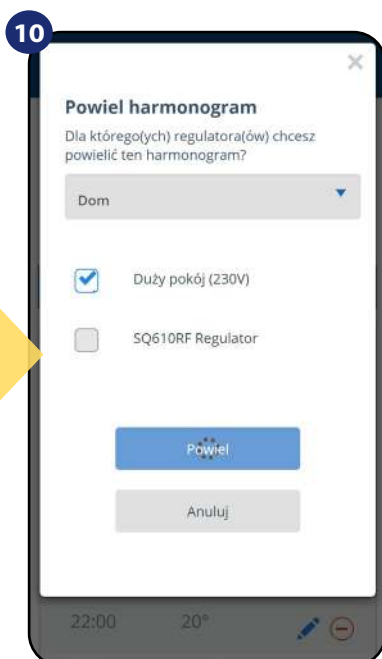 10
×
Powiel harmonogram
Dla którego(ych) regulatora(ów) chcesz
powielić ten harmonogram?
Dom
Duży pokój (230V)
SQ610RF Regulator
Powiel
Anuluj
22:00 20°